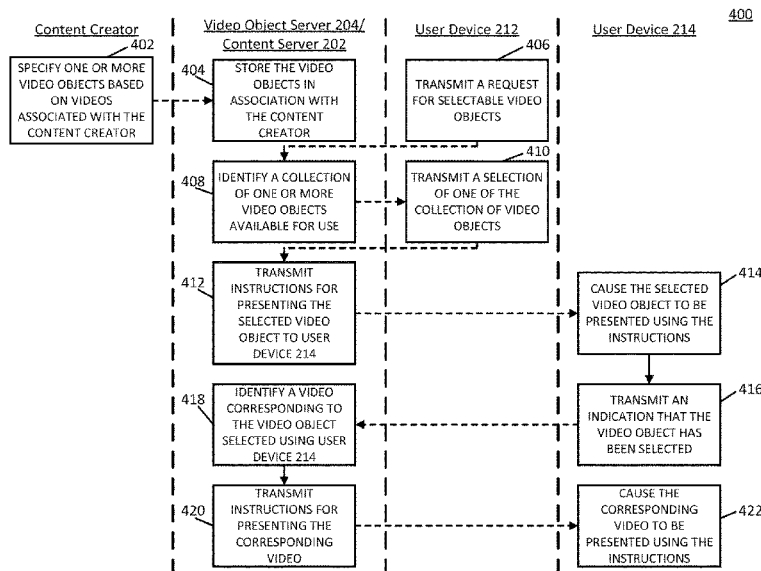 400
Content Creator
Video Object Server 204/
Content Server 202
User Device 212
User Device 214
402
SPECIFY ONE OR MORE
VIDEO OBJECTS BASED
ON VIDEOS
ASSOCIATED WITH THE
CONTENT CREATOR
404
STORE THE VIDEO
OBJECTS IN
ASSOCIATION WITH
THE CONTENT
CREATOR
406
TRANSMIT A REQUEST
FOR SELECTABLE VIDEO
OBJECTS
408
IDENTIFY A COLLECTION
OF ONE OR MORE
VIDEO OBJECTS
AVAILABLE FOR USE
410
TRANSMIT A SELECTION
OF ONE OF THE
COLLECTION OF VIDEO
OBJECTS
412
TRANSMIT
INSTRUCTIONS FOR
PRESENTING THE
SELECTED VIDEO
OBJECT TO USER
DEVICE 214
414
CAUSE THE SELECTED
VIDEO OBJECT TO BE
PRESENTED USING THE
INSTRUCTIONS
416
TRANSMIT AN
INDICATION THAT THE
VIDEO OBJECT HAS
BEEN SELECTED
418
IDENTIFY A VIDEO
CORRESPONDING TO
THE VIDEO OBJECT
SELECTED USING USER
DEVICE 214
420
TRANSMIT
INSTRUCTIONS FOR
PRESENTING THE
CORRESPONDING
VIDEO
422
CAUSE THE
CORRESPONDING
VIDEO TO BE
PRESENTED USING THE
INSTRUCTIONS